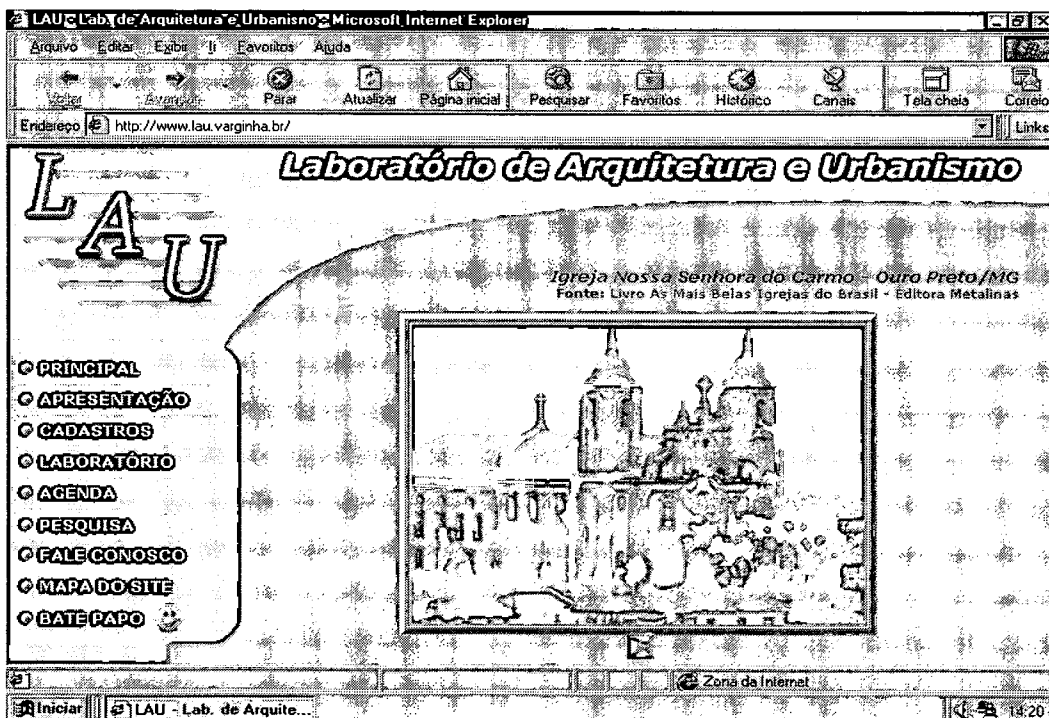 LAU - Lab. de Arquitetura e Urbanismo - Microsoft Internet Explorer
Arquivo Editar Exibir Ir Favoritos Ajuda
Voltar Avançar Parar Atualizar Página inicial Pesquisar Favoritos Histórico Canais Tela cheia Correio
Endereço http://www.lau.varginha.br/ Links
LAU
Laboratório de Arquitetura e Urbanismo
Igreja Nossa Senhora do Carmo - Ouro Preto/MG
Fonte: Livro As Mais Belas Igrejas do Brasil - Editora Metalinas
PRINCIPAL
APRESENTAÇÃO
CADASTROS
LABORATÓRIO
AGENDA
PESQUISA
FALE CONOSCO
MAPA DO SITE
BATE PAPO
Zona da Internet
Iniciar LAU - Lab. de Arquite... 14:20